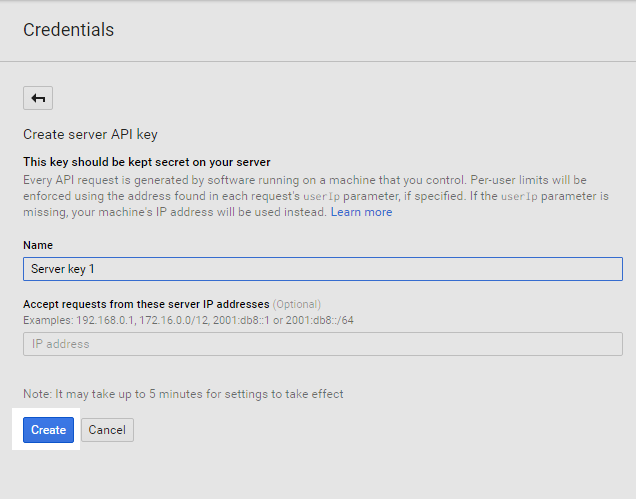 Credentials
Create server API key
This key should be kept secret on your server
Every API request is generated by software running on a machine that you control. Per-user limits will be
enforced using the address found in each request's userIp parameter, if specified. If the userIp parameter is
missing, your machine's IP address will be used instead. Learn more
Name
Server key 1
Accept requests from these server IP addresses (Optional)
Examples: 192.168.0.1, 172.16.0.0/12, 2001:db8::1 or 2001:db8::/64
IP address
Note: It may take up to 5 minutes for settings to take effect
Create Cancel